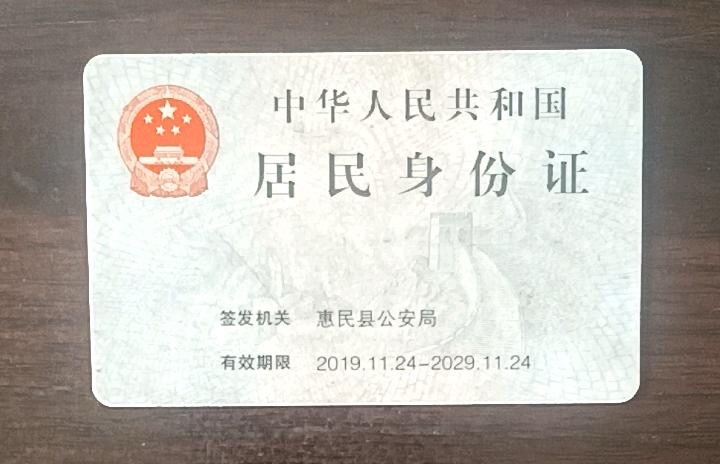 中华人民共和国
居民身份证
签发机关 惠民县公安局
有效期限 2019.11.24-2029.11.24